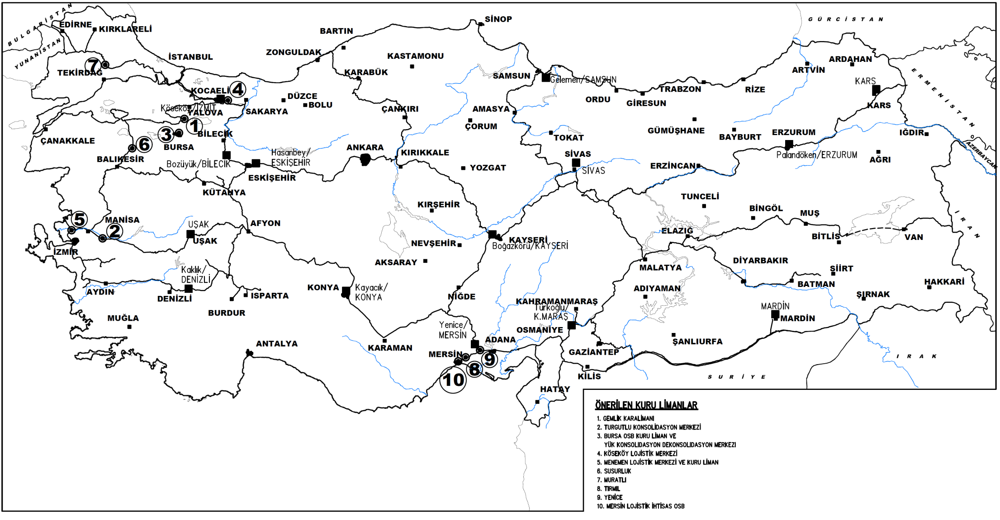 BULGARİSTAN
YUNANİSTAN
GÜRCİSTAN
ERMENİSTAN
AZERBAYCAN
İRAN
IRAK
SURİYE
EDİRNE
KIRKLARELİ
7
TEKİRDAĞ
İSTANBUL
KOCAELİ
4
Köseköy/İZMİT
YALOVA
SAKARYA
DÜZCE
BOLU
ZONGULDAK
BARTIN
KARABÜK
KASTAMONU
SİNOP
ÇANKIRI
SAMSUN
Gelemen/SAMSUN
AMASYA
ÇORUM
TOKAT
ORDU
GİRESUN
TRABZON
RİZE
ARTVİN
ARDAHAN
KARS
KARS
GÜMÜŞHANE
BAYBURT
ERZURUM
Palandöken/ERZURUM
IĞDIR
AĞRI
ÇANAKKALE
1
3
BURSA
6
BALIKESİR
BİLECİK
Bozüyük/BİLECİK
Hasanbey/
ESKİŞEHİR
ESKİŞEHİR
KÜTAHYA
ANKARA
KIRIKKALE
YOZGAT
SİVAS
SİVAS
ERZİNCAN
TUNCELİ
BİNGÖL
MUŞ
BİTLİS
VAN
KIRŞEHİR
5
MANİSA
2
İZMİR
UŞAK
UŞAK
AFYON
NEVŞEHİR
KAYSERİ
Boğazkörü/KAYSERİ
AKSARAY
ELAZIĞ
MALATYA
DİYARBAKIR
SİİRT
BATMAN
HAKKARİ
ŞIRNAK
Kaklık/
DENİZLİ
AYDIN
DENİZLİ
ISPARTA
BURDUR
MUĞLA
ANTALYA
KONYA
Kayacık/
KONYA
KARAMAN
NİĞDE
Yenice/
MERSİN
MERSİN
ADANA
8
9
10
KAHRAMANMARAŞ
Türkoğlu/
K.MARAŞ
OSMANİYE
ADIYAMAN
GAZİANTEP
KİLİS
HATAY
ŞANLIURFA
MARDİN
MARDİN
ÖNERİLEN KURU LİMANLAR
1. GEMLİK KARALİMANI
2. TURGUTLU KONSOLİDASYON MERKEZİ
3. BURSA OSB KURU LİMAN VE
YÜK KONSOLIDASYON DEKONSOLIDASYON MERKEZI
4. KÖSEKÖY LOJİSTİK MERKEZİ
5. MENEMEN LOJİSTİK MERKEZİ VE KURU LİMAN
6. SUSURLUK
7. MURATLI
8. TIRMIL
9. YENİCE
10. MERSİN LOJİSTİK İHTİSAS OSB